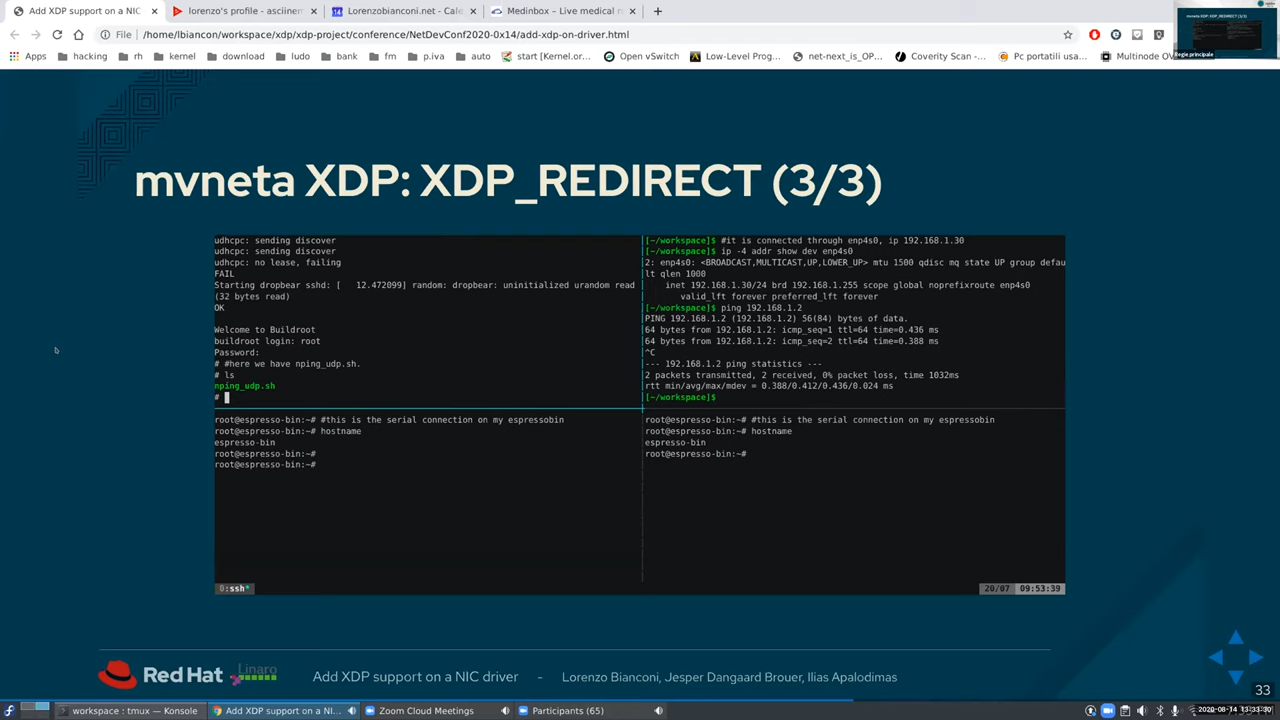 Add XDP support on a NIC
lorenzo's profile - asciinem
Lorenzobianconi.net - Cale
Medinbox – Live medical n
File
/home/lbiancon/workspace/xdp/xdp-project/conference/NetDevConf2020
Apps
hacking
rh
kernel
download
ludo
bank
fm
p.iva
auto
start [Kernel.org...
Open vSwitch
Low-Level Prog...
net-next_is_OP...
Coverity Scan -...
Pc portatili usa...
Multinode OV
mvneta XDP: XDP_REDIRECT (3/3)
Regie principale
mvneta XDP: XDP_REDIRECT (3/3)
udhcpc: sending discover
udhcpc: sending discover
udhcpc: no lease, failing
FAIL
Starting dropbear sshd: [   12.472099] random: dropbear: uninitialized urandom read
(32 bytes read)
OK
Welcome to Buildroot
buildroot login: root
Password:
# #here we have nping_udp.sh.
# ls
nping_udp.sh
#
[~/workspace]$ #it is connected through enp4s0, ip 192.168.1.30
[~/workspace]$ ip -4 addr show dev enp4s0
2: enp4s0: <BROADCAST,MULTICAST,UP,LOWER_UP> mtu 1500 qdisc mq state UP group defau
lt qlen 1000
inet 192.168.1.30/24 brd 192.168.1.255 scope global noprefixroute enp4s0
valid_lft forever preferred_lft forever
[~/workspace]$ ping 192.168.1.2
PING 192.168.1.2 (192.168.1.2) 56(84) bytes of data.
64 bytes from 192.168.1.2: icmp_seq=1 ttl=64 time=0.436 ms
64 bytes from 192.168.1.2: icmp_seq=2 ttl=64 time=0.388 ms
^C
--- 192.168.1.2 ping statistics ---
2 packets transmitted, 2 received, 0% packet loss, time 1032ms
rtt min/avg/max/mdev = 0.388/0.412/0.436/0.024 ms
[~/workspace]$
root@espresso-bin:~# #this is the serial connection on my espressobin
root@espresso-bin:~# hostname
espresso-bin
root@espresso-bin:~#
root@espresso-bin:~#
root@espresso-bin:~# #this is the serial connection on my espressobin
root@espresso-bin:~# hostname
espresso-bin
root@espresso-bin:~#
0:ssh*
20/07 09:53:39
Red Hat
Linaro
Add XDP support on a NIC driver - Lorenzo Bianconi, Jesper Dangaard Brouer, Ilias Apalodimas
33
workspace : tmux — Konsole
Add XDP support on a NI...
Zoom Cloud Meetings
Participants (65)